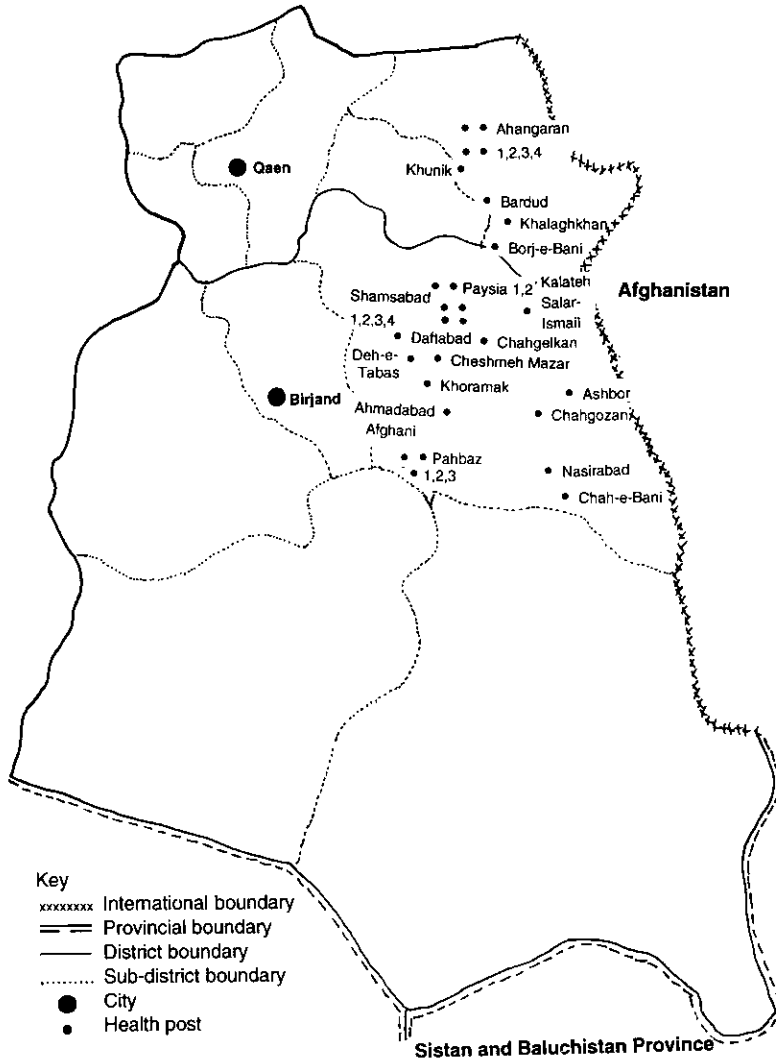 Ahangaran
1,2,3,4
Qaen
Khunik
Bardud
Khalaghkhan
Borj-e-Bani
Paysia 1,2
Kalateh
Salar-
Ismail
Afghanistan
Shamsabad
1,2,3,4
Daftabad
Chahgelkan
Deh-e-
Tabas
Cheshmeh Mazar
Khoramak
Birjand
Ashbor
Ahmadabad
Afghani
Chahgozani
Pahbaz
1,2,3
Nasirabad
Chah-e-Bani
Key
xxxxxxxx International boundary
Provincial boundary
District boundary
Sub-district boundary
City
Health post
Sistan and Baluchistan Province